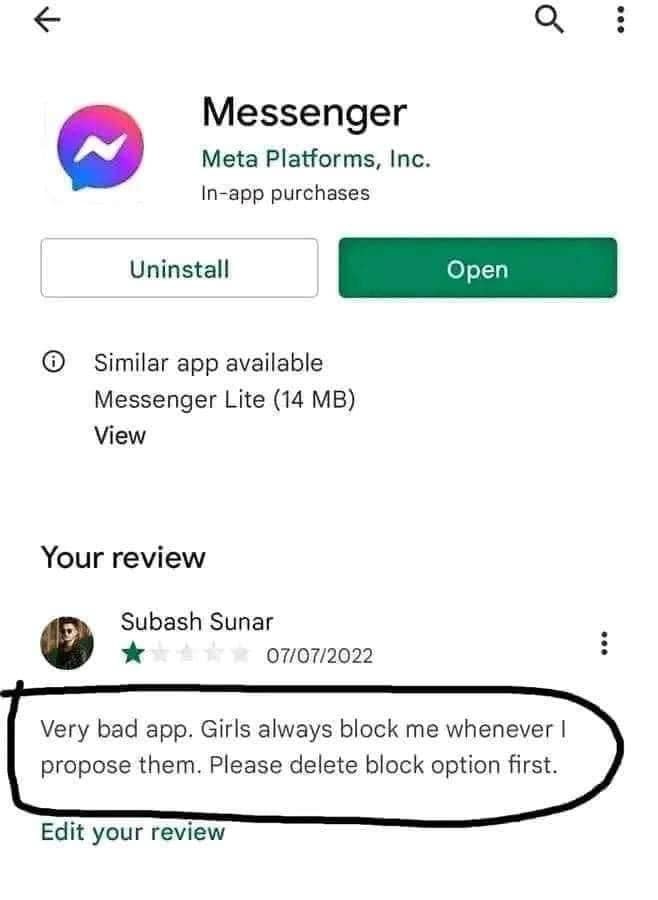 Messenger
Meta Platforms, Inc.
In-app purchases
Uninstall
Open
Similar app available
Messenger Lite (14 MB)
View
Your review
Subash Sunar
07/07/2022
Very bad app. Girls always block me whenever I
propose them. Please delete block option first.
Edit your review